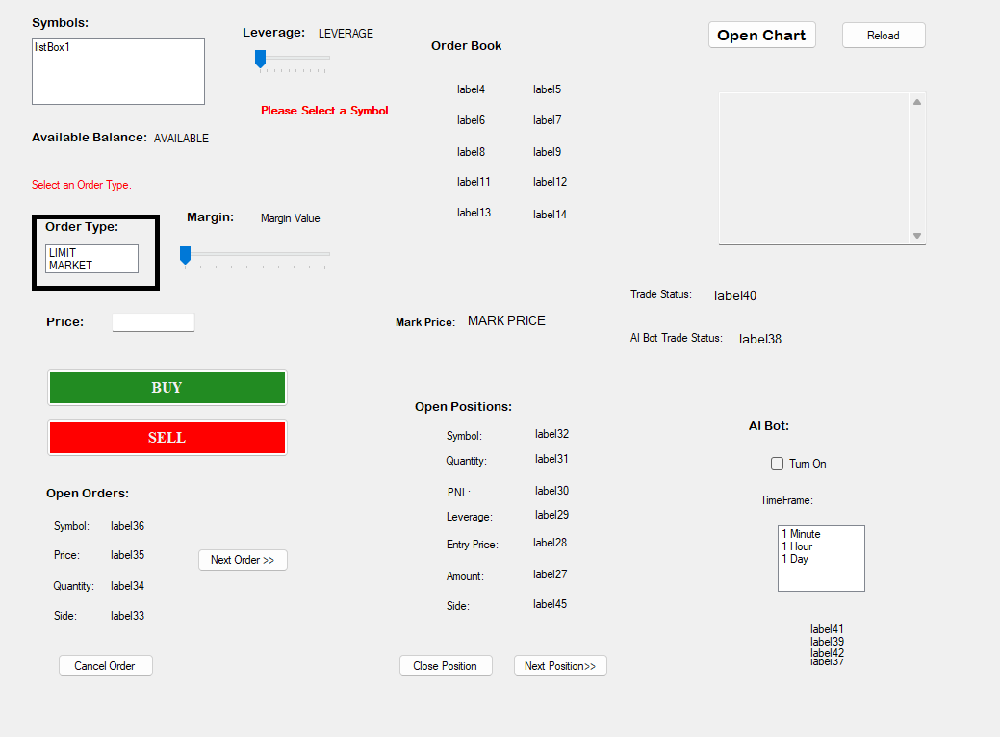 Symbols:
listBox1
Leverage: LEVERAGE
Please Select a Symbol.
Available Balance: AVAILABLE
Select an Order Type.
Order Type:
LIMIT
MARKET
Margin: Margin Value
Price:
BUY
SELL
Order Book
label4 label5
label6 label7
label8 label9
label11 label12
label13 label14
Open Chart
Reload
Trade Status: label40
AI Bot Trade Status: label38
Mark Price: MARK PRICE
Open Orders:
Symbol: label36
Price: label35
Quantity: label34
Side: label33
Next Order >>
Cancel Order
Open Positions:
Symbol: label32
Quantity: label31
PNL: label30
Leverage: label29
Entry Price: label28
Amount: label27
Side: label45
Close Position
Next Position>>
AI Bot:
Turn On
TimeFrame:
1 Minute
1 Hour
1 Day
label41
label39
label42
label37